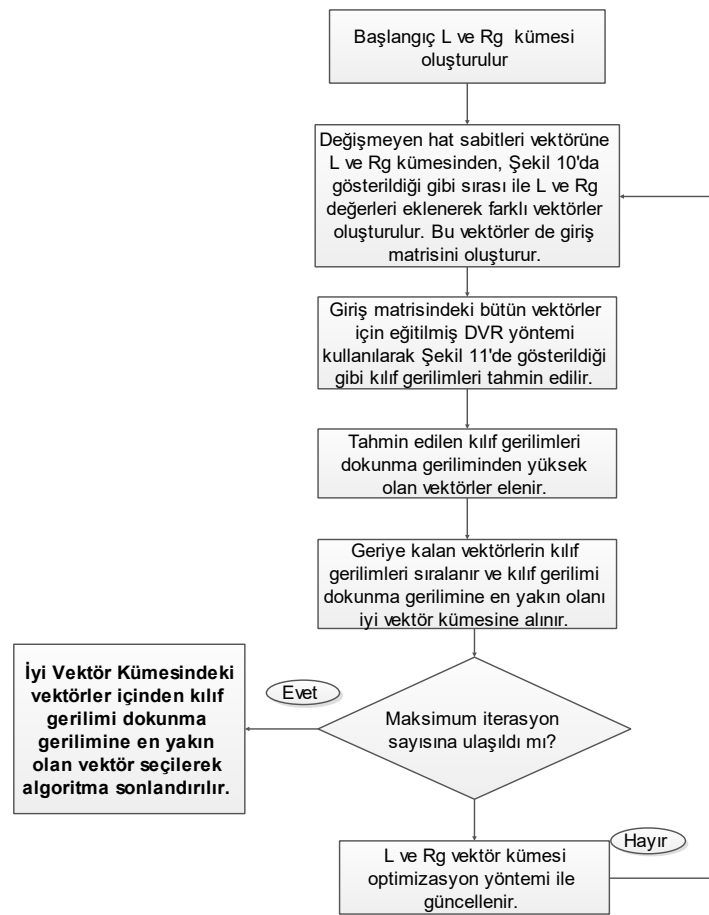 Başlangıç L ve Rg kümesi
oluşturulur
Değişmeyen hat sabitleri vektörüne
L ve Rg kümesinden, Şekil 10'da
gösterildiği gibi sırası ile L ve Rg
değerleri eklenerek farklı vektörler
oluşturulur. Bu vektörler de giriş
matrisini oluşturur.
Giriş matrisindeki bütün vektörler
için eğitilmiş DVR yöntemi
kullanılarak Şekil 11'de gösterildiği
gibi kılıf gerilimleri tahmin edilir.
Tahmin edilen kılıf gerilimleri
dokunma geriliminden yüksek
olan vektörler elenir.
Geriye kalan vektörlerin kılıf
gerilimleri sıralanır ve kılıf gerilimi
dokunma gerilimine en yakın olanı
iyi vektör kümesine alınır.
Maksimum iterasyon
sayısına ulaşıldı mı?
Evet
İyi Vektör Kümesindeki
vektörler içinden kılıf
gerilimi dokunma
gerilimine en yakın
olan vektör seçilerek
algoritma sonlandırılır.
Hayır
L ve Rg vektör kümesi
optimizasyon yöntemi ile
güncellenir.